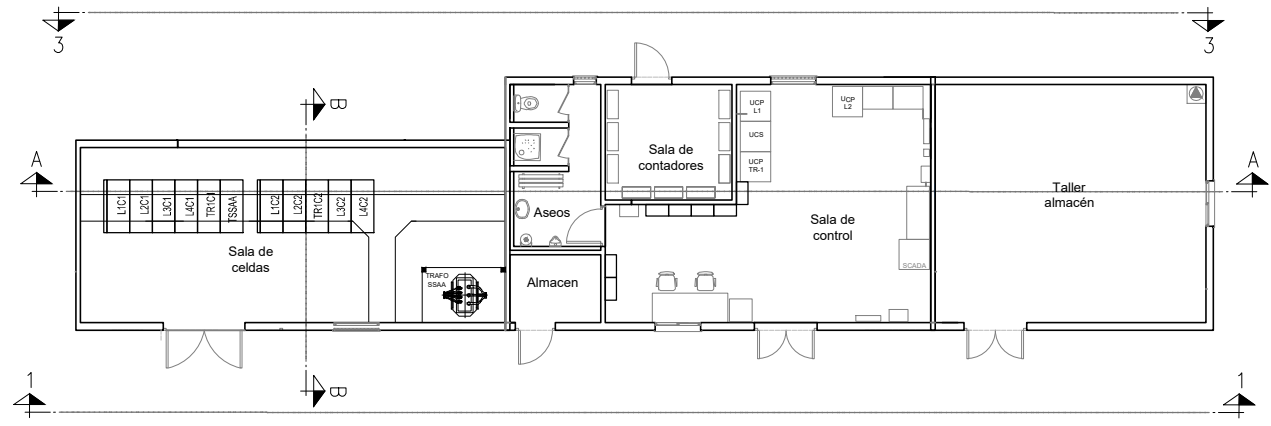 3
3
B
UCP
L1
UCP
L2
UCS
Sala de
contadores
UCP
TR-1
A
A
L1C1
L2C1
L3C1
L4C1
TR1C1
TSSAA
L1C2
L2C2
TR1C2
L3C2
L4C2
Taller
almacén
Aseos
Sala de
control
Sala de
celdas
SCADA
TRAFO
SSAA
Almacen
B
1
1